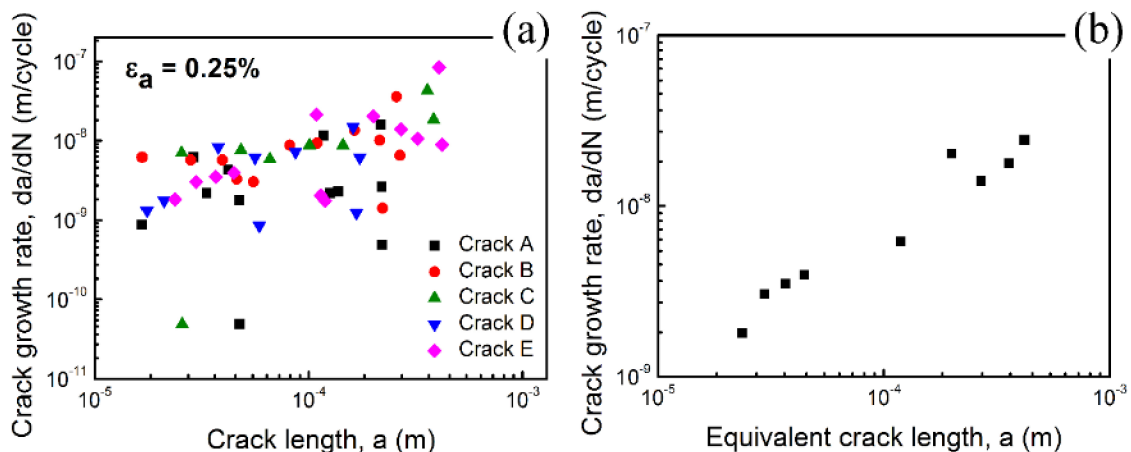 (a)
εa = 0.25%
Crack growth rate, da/dN (m/cycle)
10-7
10-8
10-9
10-10
10-11
10-5
10-4
10-3
Crack length, a (m)
Crack A
Crack B
Crack C
Crack D
Crack E
(b)
Crack growth rate, da/dN (m/cycle)
10-7
10-8
10-9
10-5
10-4
10-3
Equivalent crack length, a (m)